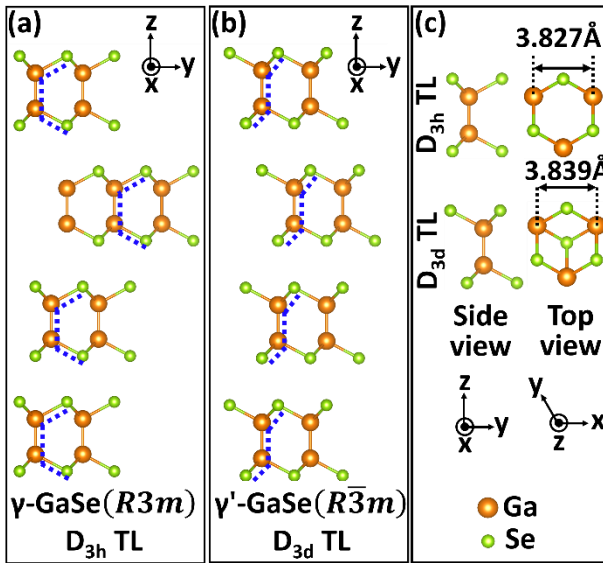 (a)
z
y
x
γ-GaSe(R3m)
D3h TL
(b)
z
y
x
γ'-GaSe(R3̅m)
D3d TL
(c)
3.827Å
D3h TL
3.839Å
D3d TL
Side view
Top view
z
y
x
y
x
z
Ga
Se